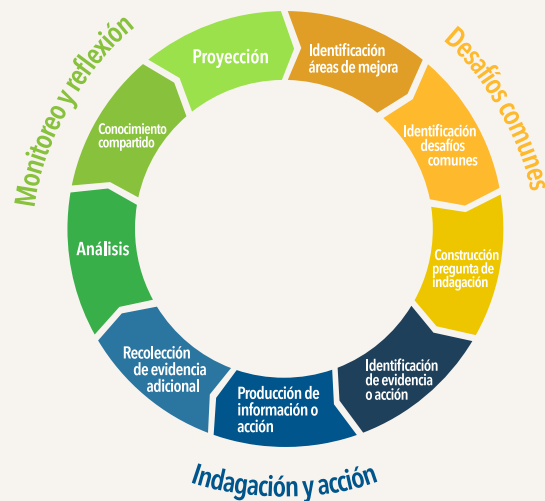 Desafíos comunes
Identificación
áreas de mejora
Identificación
desafíos
comunes
Construcción
pregunta de
indagación
Indagación y acción
Identificación
de evidencia
o acción
Producción de
información o
acción
Recolección
de evidencia
adicional
Monitoreo y reflexión
Análisis
Conocimiento
compartido
Proyección